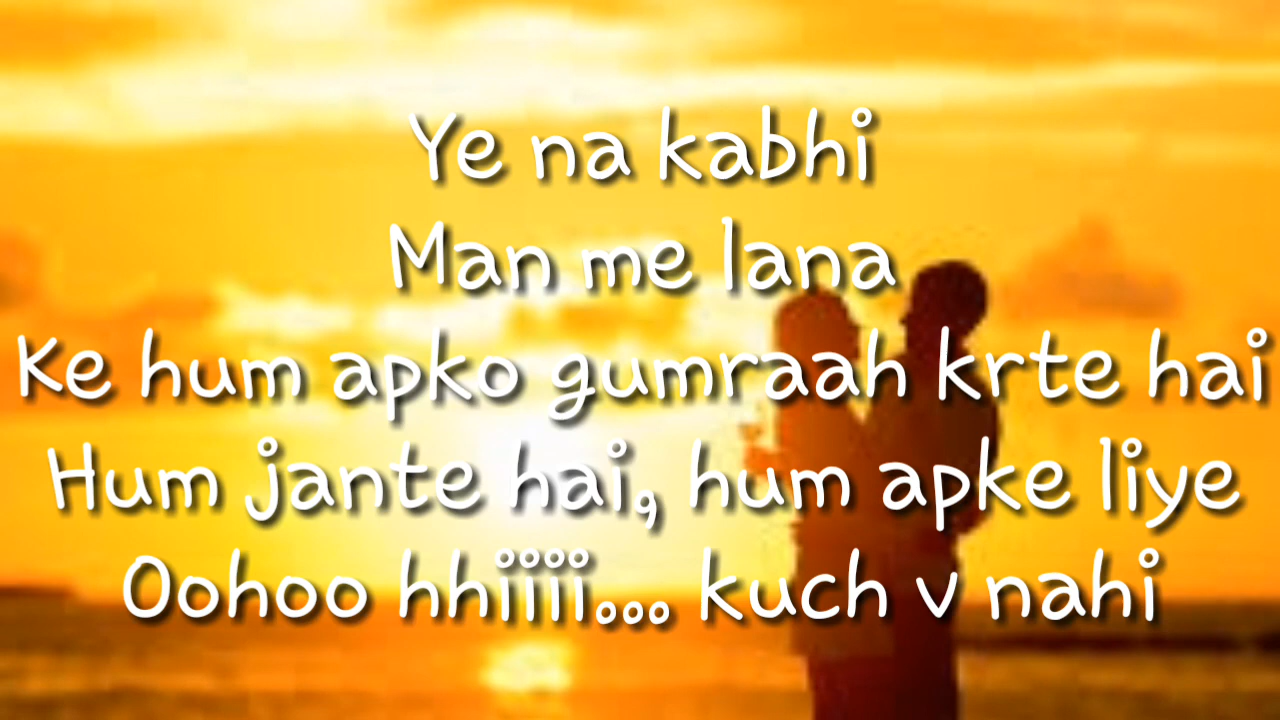 Ye na kabhi
Man me lana
Ke hum apko gumraah krte hai
Hum jante hai, hum apke liye
Oohoo hhiiii... kuch v nahi